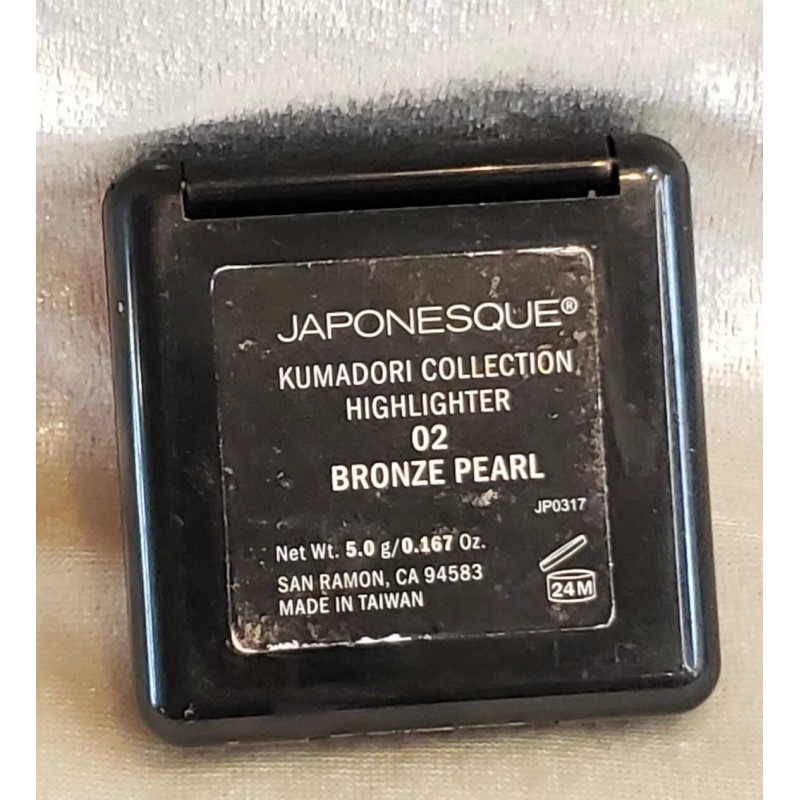 JAPONESQUE®
KUMADORI COLLECTION
HIGHLIGHTER
02
BRONZE PEARL
JP0317
Net Wt. 5.0 g/0.167 Oz.
SAN RAMON, CA 94583
MADE IN TAIWAN
24M